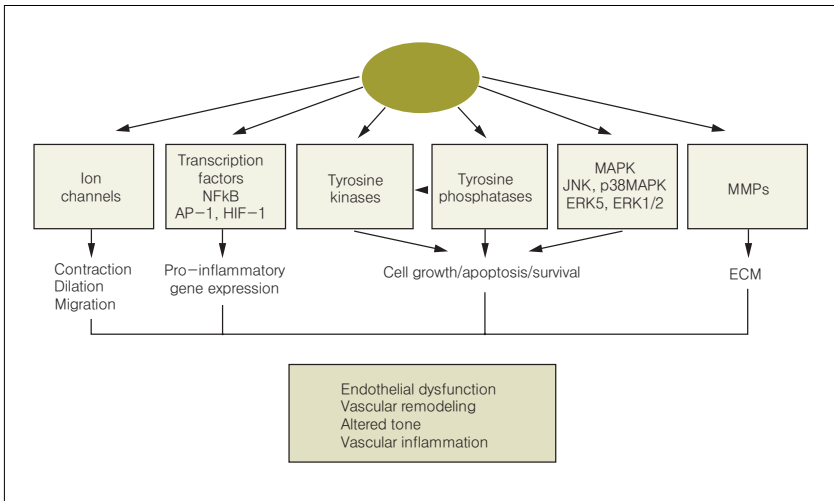 Ion
channels
Transcription
factors
NFkB
AP−1, HIF−1
Tyrosine
kinases
Tyrosine
phosphatases
MAPK
JNK, p38MAPK
ERK5, ERK1/2
MMPs
Contraction
Dilation
Migration
Pro−inflammatory
gene expression
Cell growth/apoptosis/survival
ECM
Endothelial dysfunction
Vascular remodeling
Altered tone
Vascular inflammation